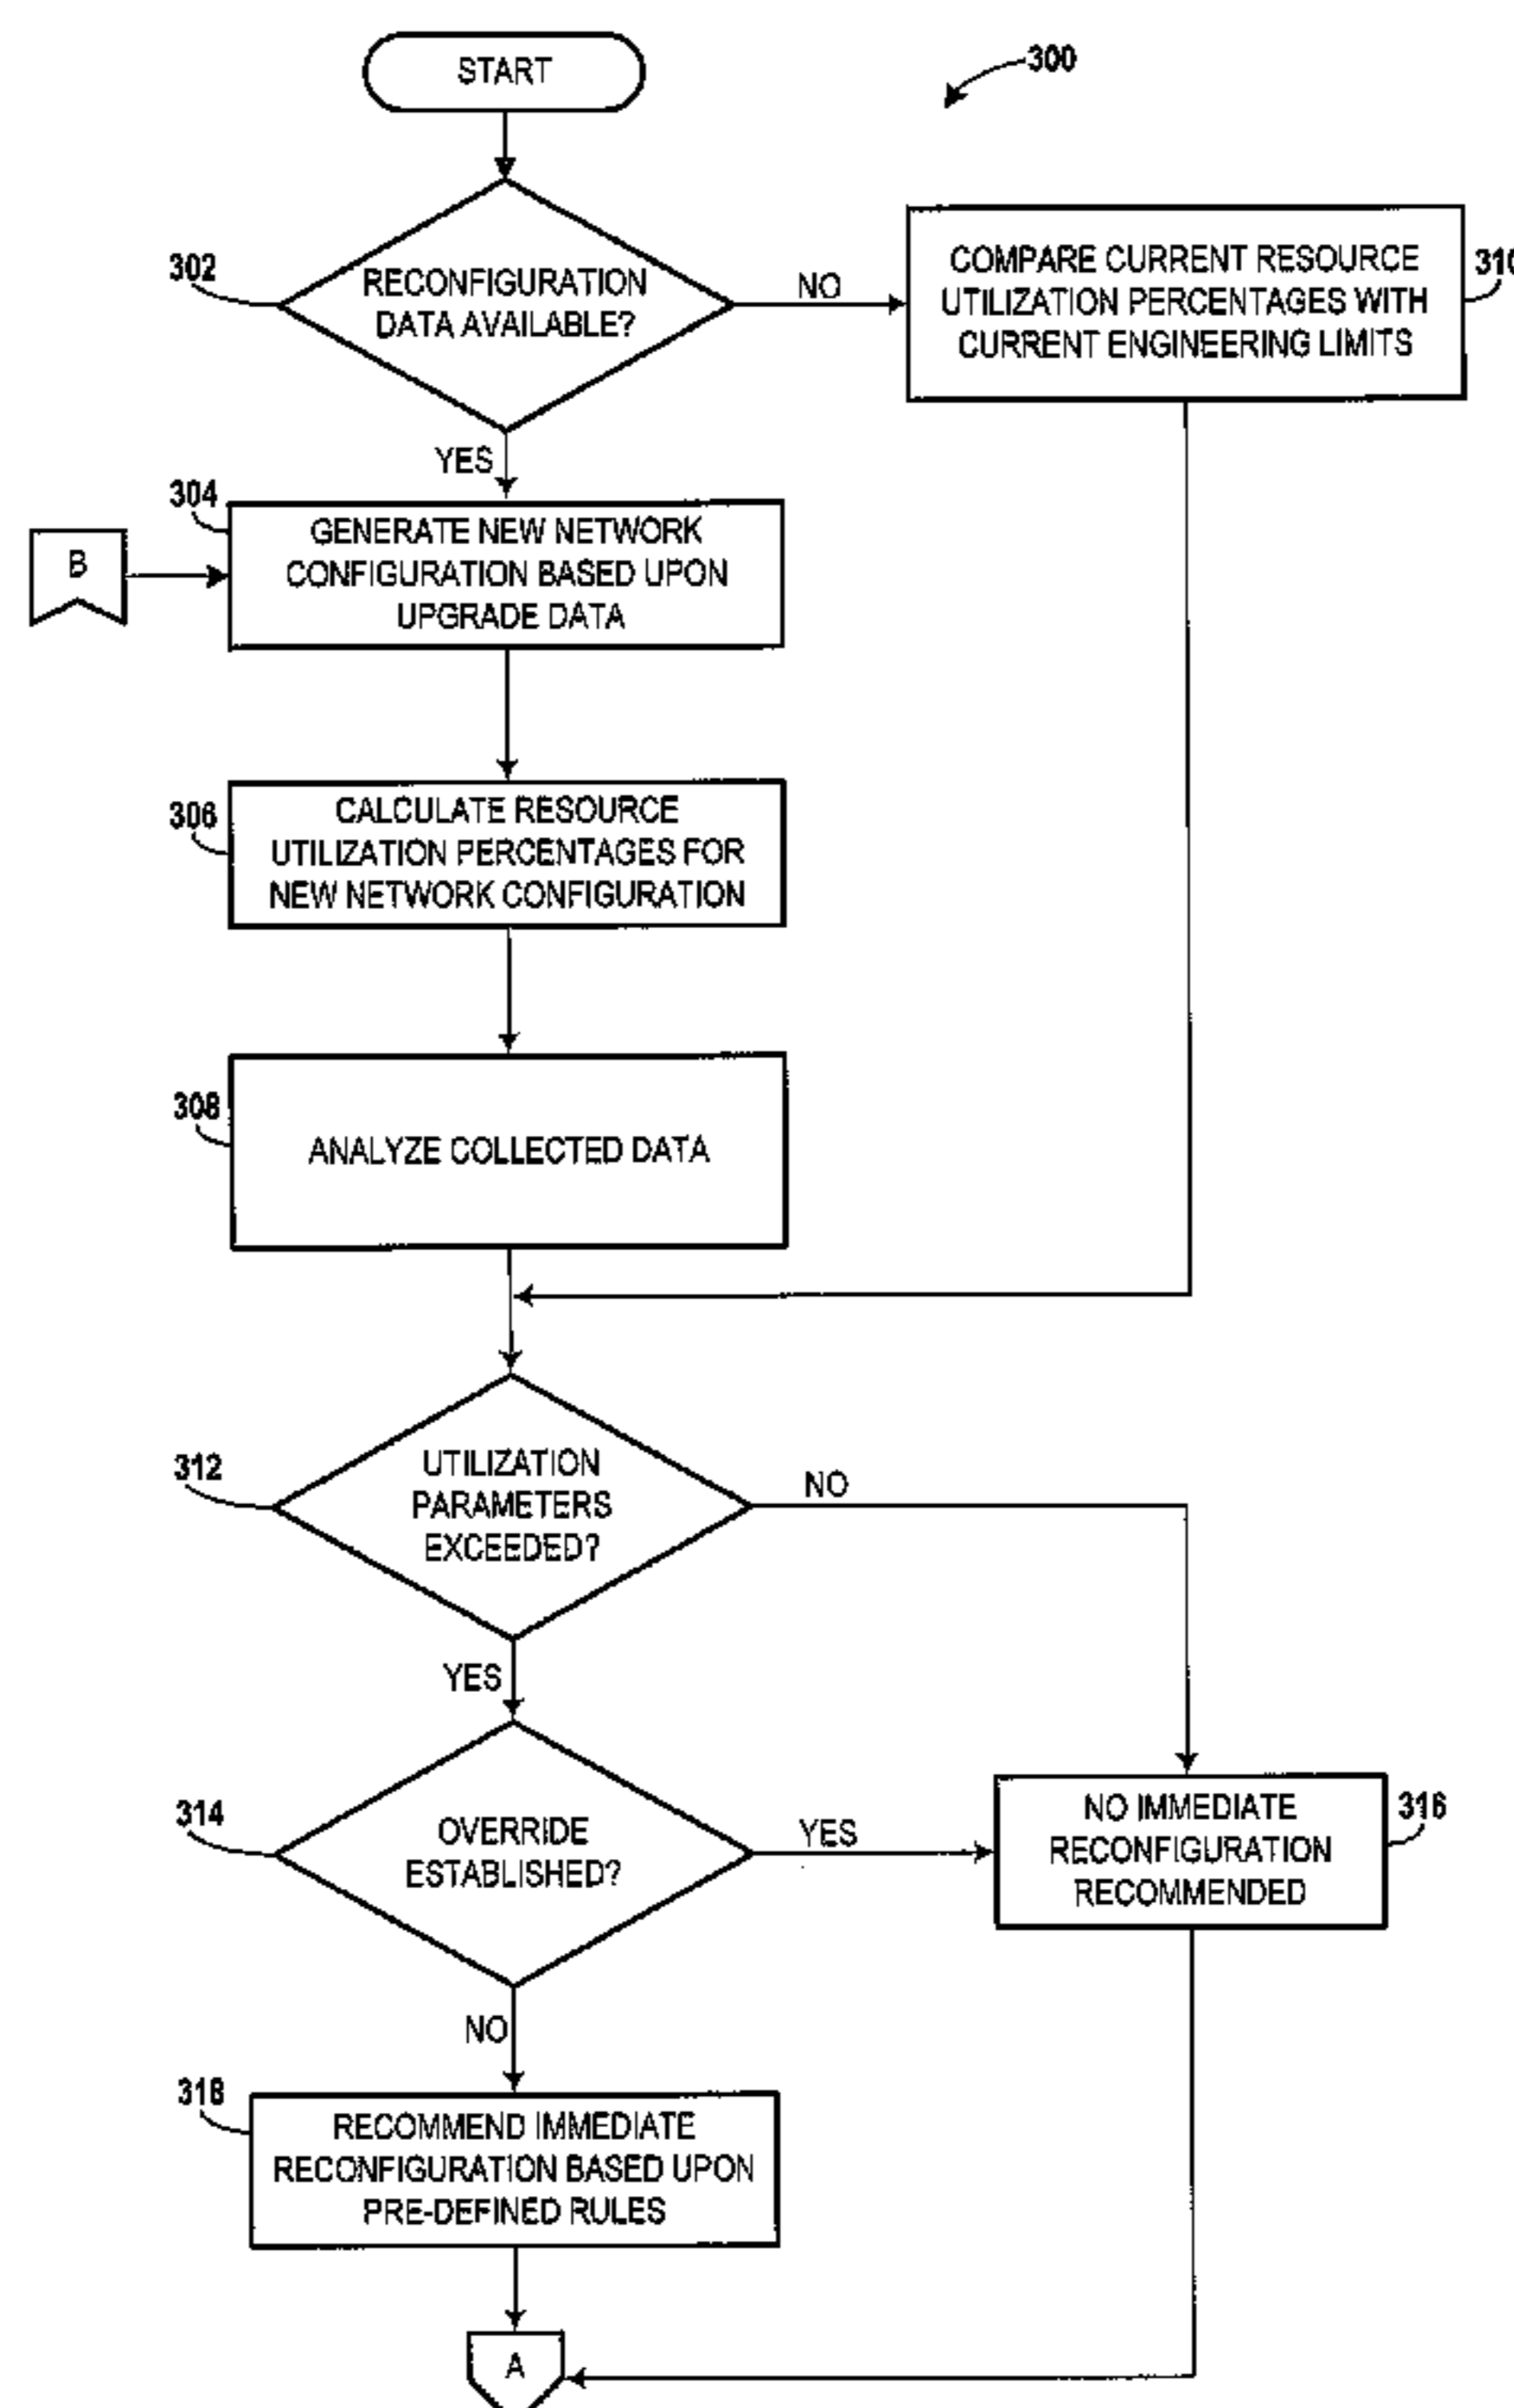 START
300
302
RECONFIGURATION
DATA AVAILABLE?
NO
COMPARE CURRENT RESOURCE
UTILIZATION PERCENTAGES WITH
CURRENT ENGINEERING LIMITS
310
YES
304
B
GENERATE NEW NETWORK
CONFIGURATION BASED UPON
UPGRADE DATA
306
CALCULATE RESOURCE
UTILIZATION PERCENTAGES FOR
NEW NETWORK CONFIGURATION
308
ANALYZE COLLECTED DATA
312
UTILIZATION
PARAMETERS
EXCEEDED?
NO
YES
314
OVERRIDE
ESTABLISHED?
YES
NO IMMEDIATE
RECONFIGURATION
RECOMMENDED
316
NO
318
RECOMMEND IMMEDIATE
RECONFIGURATION BASED UPON
PRE-DEFINED RULES
A